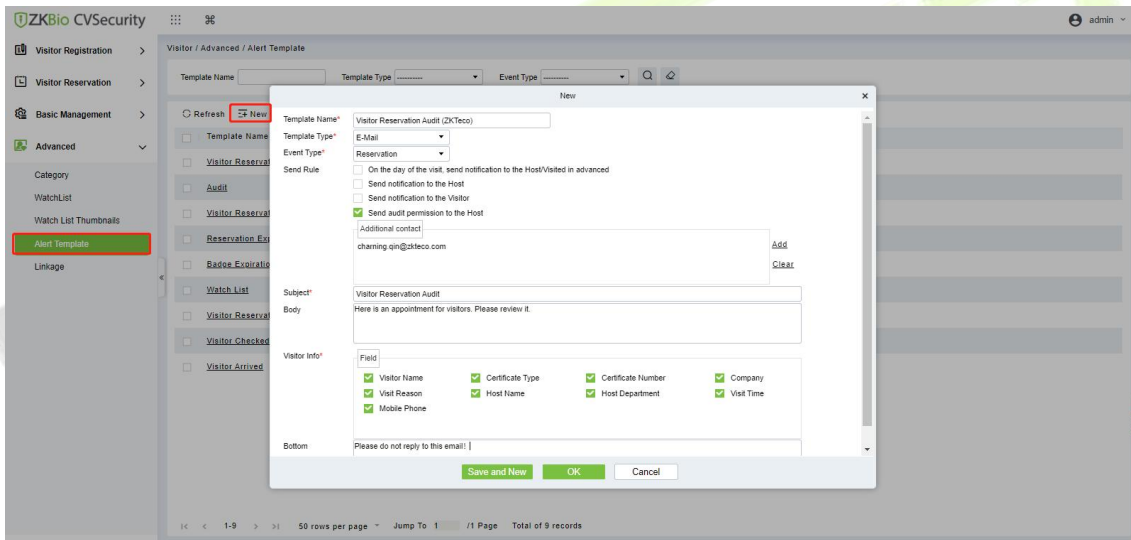 ZKBio CVSecurity
admin
Visitor Registration
Visitor Reservation
Basic Management
Advanced
Category
WatchList
Watch List Thumbnails
Alert Template
Linkage
Visitor / Advanced / Alert Template
Template Name Template Type ---------- Event Type ----------
Refresh New
Template Name
Visitor Reservat
Audit
Visitor Reservat
Reservation Exp
Badge Expiratio
Watch List
Visitor Reservat
Visitor Checked
Visitor Arrived
New
Template Name* Visitor Reservation Audit (ZKTeco)
Template Type* E-Mail
Event Type* Reservation
Send Rule On the day of the visit, send notification to the Host/Visited in advanced
Send notification to the Host
Send notification to the Visitor
Send audit permission to the Host
Additional contact
charning.qin@zkteco.com
Add
Clear
Subject* Visitor Reservation Audit
Body Here is an appointment for visitors. Please review it.
Visitor Info* Field
Visitor Name Certificate Type Certificate Number Company
Visit Reason Host Name Host Department Visit Time
Mobile Phone
Bottom Please do not reply to this email!
Save and New OK Cancel
1-9 50 rows per page Jump To 1 /1 Page Total of 9 records